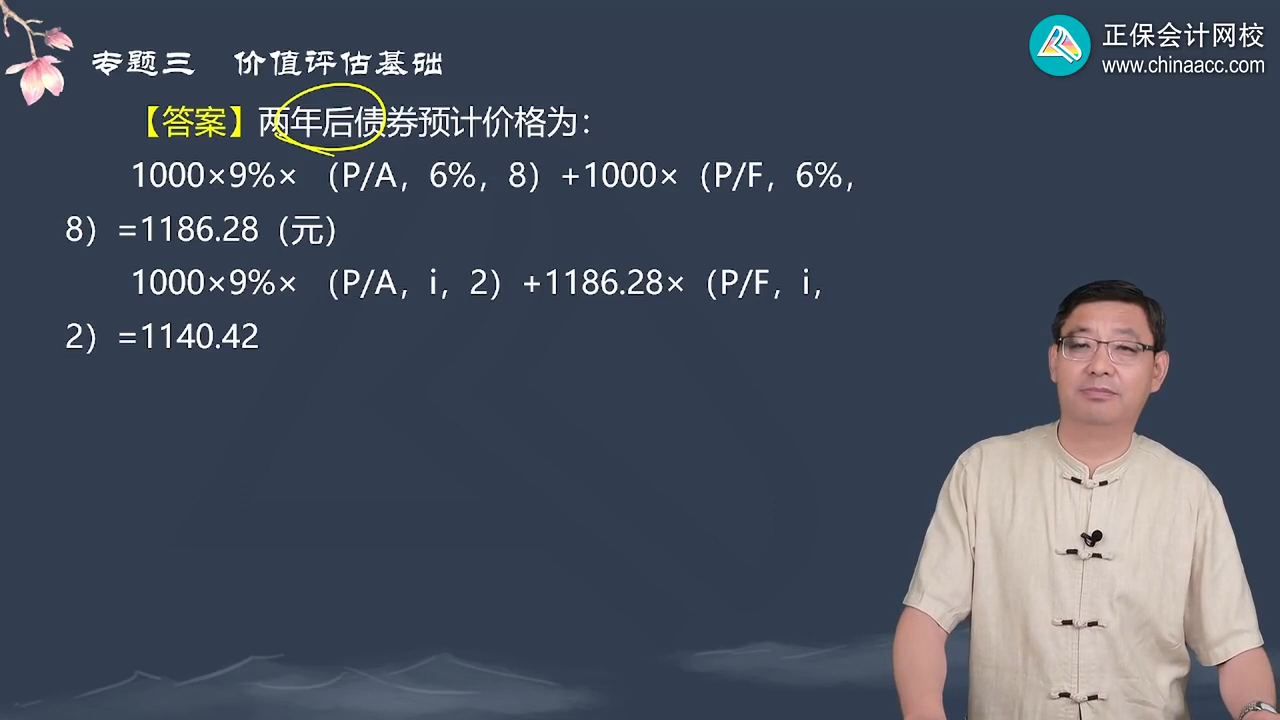 正保会计网校
www.chinaacc.com
专题三 价值评估基础
【答案】两年后债券预计价格为：
1000×9%× （P/A，6%，8）+1000×（P/F，6%，
8）=1186.28（元）
1000×9%× （P/A，i，2）+1186.28×（P/F，i，
2）=1140.42